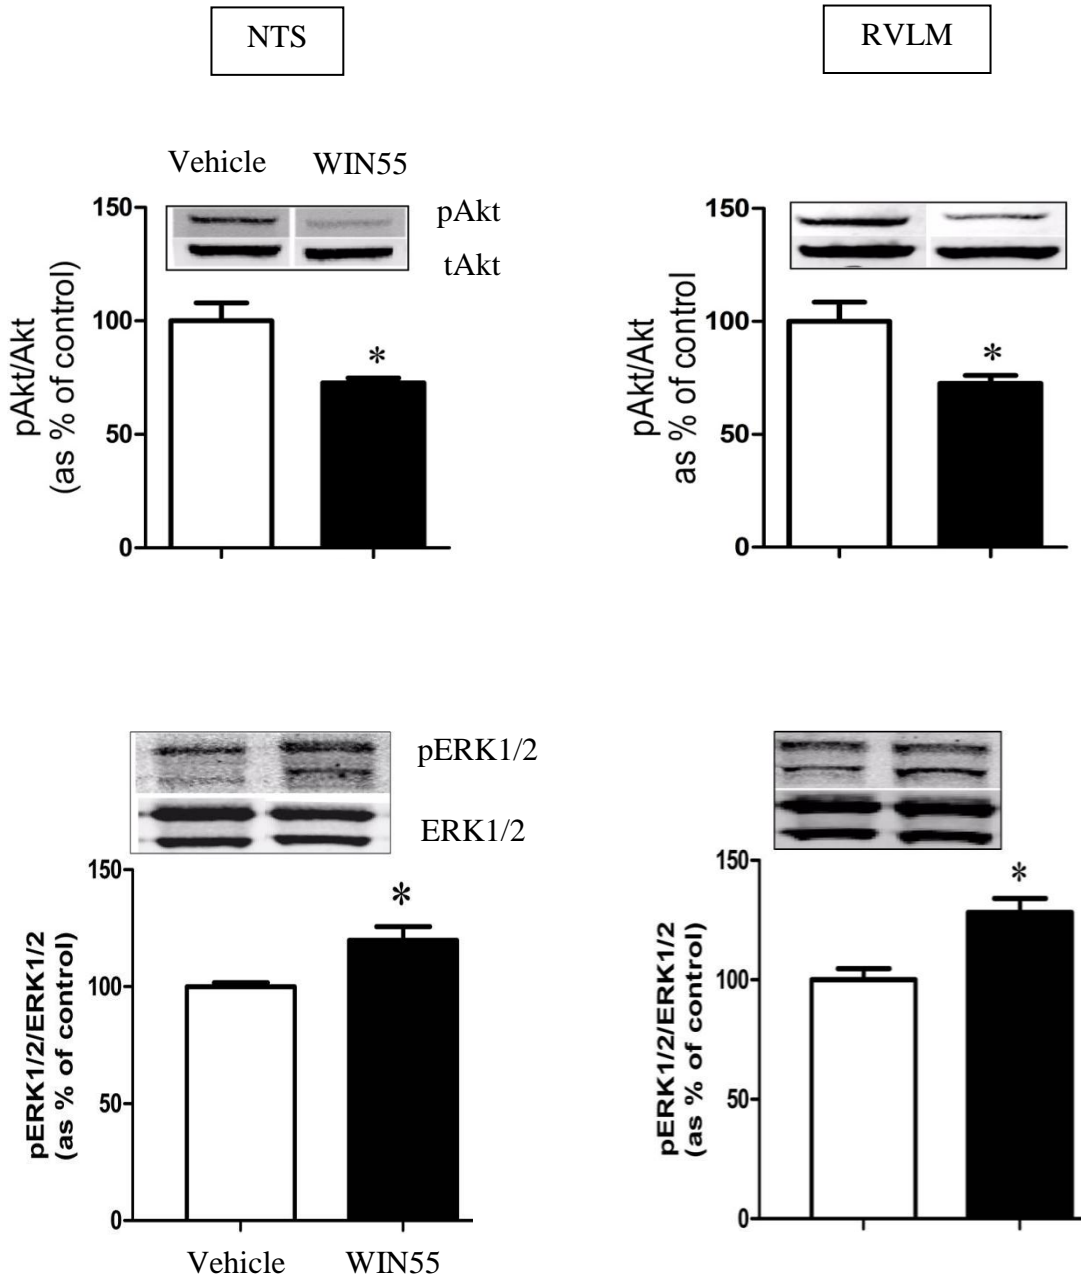 NTS
RVLM
Vehicle WIN55
pAkt
tAkt
pAkt/Akt
(as % of control)
150
100
50
0
*
pAkt/Akt
as % of control
150
100
50
0
*
pERK1/2
ERK1/2
pERK1/2/ERK1/2
(as % of control)
150
100
50
0
*
Vehicle WIN55
pERK1/2/ERK1/2
(as % of control)
150
100
50
0
*